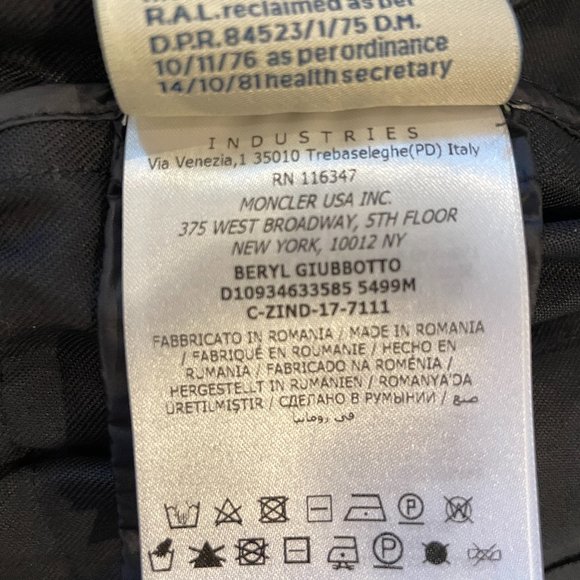 R.A.L. reclaimed as per
D.P.R. 84523/1/75 D.M.
10/11/76 as per ordinance
14/10/81 health secretary
INDUSTRIES
Via Venezia,1 35010 Trebaseleghe(PD) Italy
RN 116347
MONCLER USA INC.
375 WEST BROADWAY, 5TH FLOOR
NEW YORK, 10012 NY
BERYL GIUBBOTTO
D10934633585 5499M
C-ZIND-17-7111
FABBRICATO IN ROMANIA / MADE IN ROMANIA
/ FABRIQUÉ EN ROUMANIE / HECHO EN
RUMANIA / FABRICADO NA ROMÉNIA /
HERGESTELLT IN RUMÄNIEN / ROMANYA'DA
ÜRETILMIŞTIR / СДЕЛАНО В РУМЫНИИ / صنع
في رومانيا
P W
P